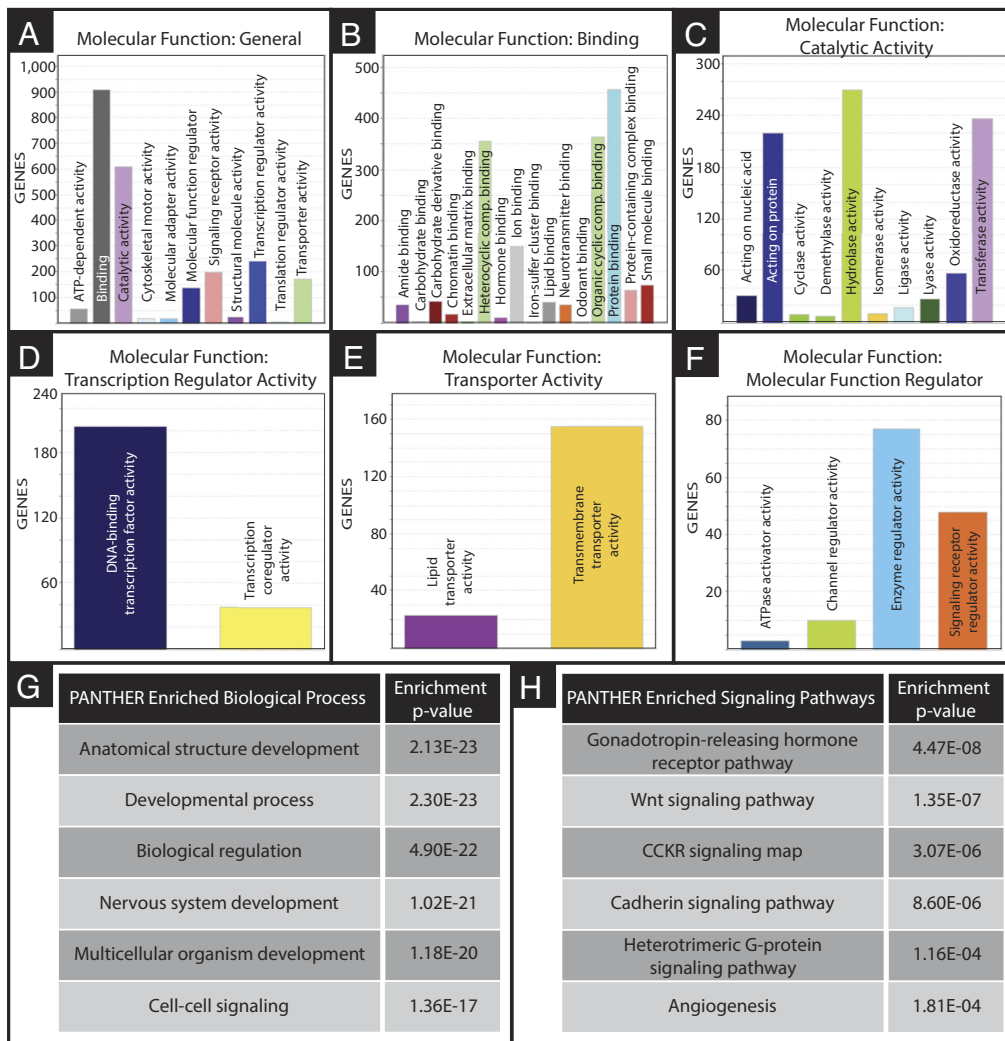 A
Molecular Function: General
GENES
1,000
900
800
700
600
500
400
300
200
100
ATP-dependent activity
Binding
Catalytic activity
Cytoskeletal motor activity
Molecular adapter activity
Molecular function regulator
Signaling receptor activity
Structural molecule activity
Transcription regulator activity
Translation regulator activity
Transporter activity
B
Molecular Function: Binding
GENES
500
400
300
200
100
Amide binding
Carbohydrate binding
Carbohydrate derivative binding
Chromatin binding
Extracellular matrix binding
Heterocyclic comp. binding
Hormone binding
Ion binding
Iron-sulfer cluster binding
Lipid binding
Neurotransmitter binding
Odorant binding
Organic cyclic comp. binding
Protein binding
Protein-containing complex binding
Small molecule binding
C
Molecular Function:
Catalytic Activity
GENES
300
240
180
120
60
Acting on nucleic acid
Acting on protein
Cyclase activity
Demethylase activity
Hydrolase activity
Isomerase activity
Ligase activity
Lyase activity
Oxidoreductase activity
Transferase activity
D
Molecular Function:
Transcription Regulator Activity
GENES
240
180
120
60
DNA-binding
transcription factor activity
Transcription
coregulator
activity
E
Molecular Function:
Transporter Activity
GENES
160
140
120
100
80
60
40
Lipid
transporter
activity
Transmembrane
transporter
activity
F
Molecular Function:
Molecular Function Regulator
GENES
80
60
40
20
ATPase activator activity
Channel regulator activity
Enzyme regulator activity
Signaling receptor
regulator activity
G
PANTHER Enriched Biological Process
Enrichment
p-value
Anatomical structure development
2.13E-23
Developmental process
2.30E-23
Biological regulation
4.90E-22
Nervous system development
1.02E-21
Multicellular organism development
1.18E-20
Cell-cell signaling
1.36E-17
H
PANTHER Enriched Signaling Pathways
Enrichment
p-value
Gonadotropin-releasing hormone
receptor pathway
4.47E-08
Wnt signaling pathway
1.35E-07
CCKR signaling map
3.07E-06
Cadherin signaling pathway
8.60E-06
Heterotrimeric G-protein
signaling pathway
1.16E-04
Angiogenesis
1.81E-04